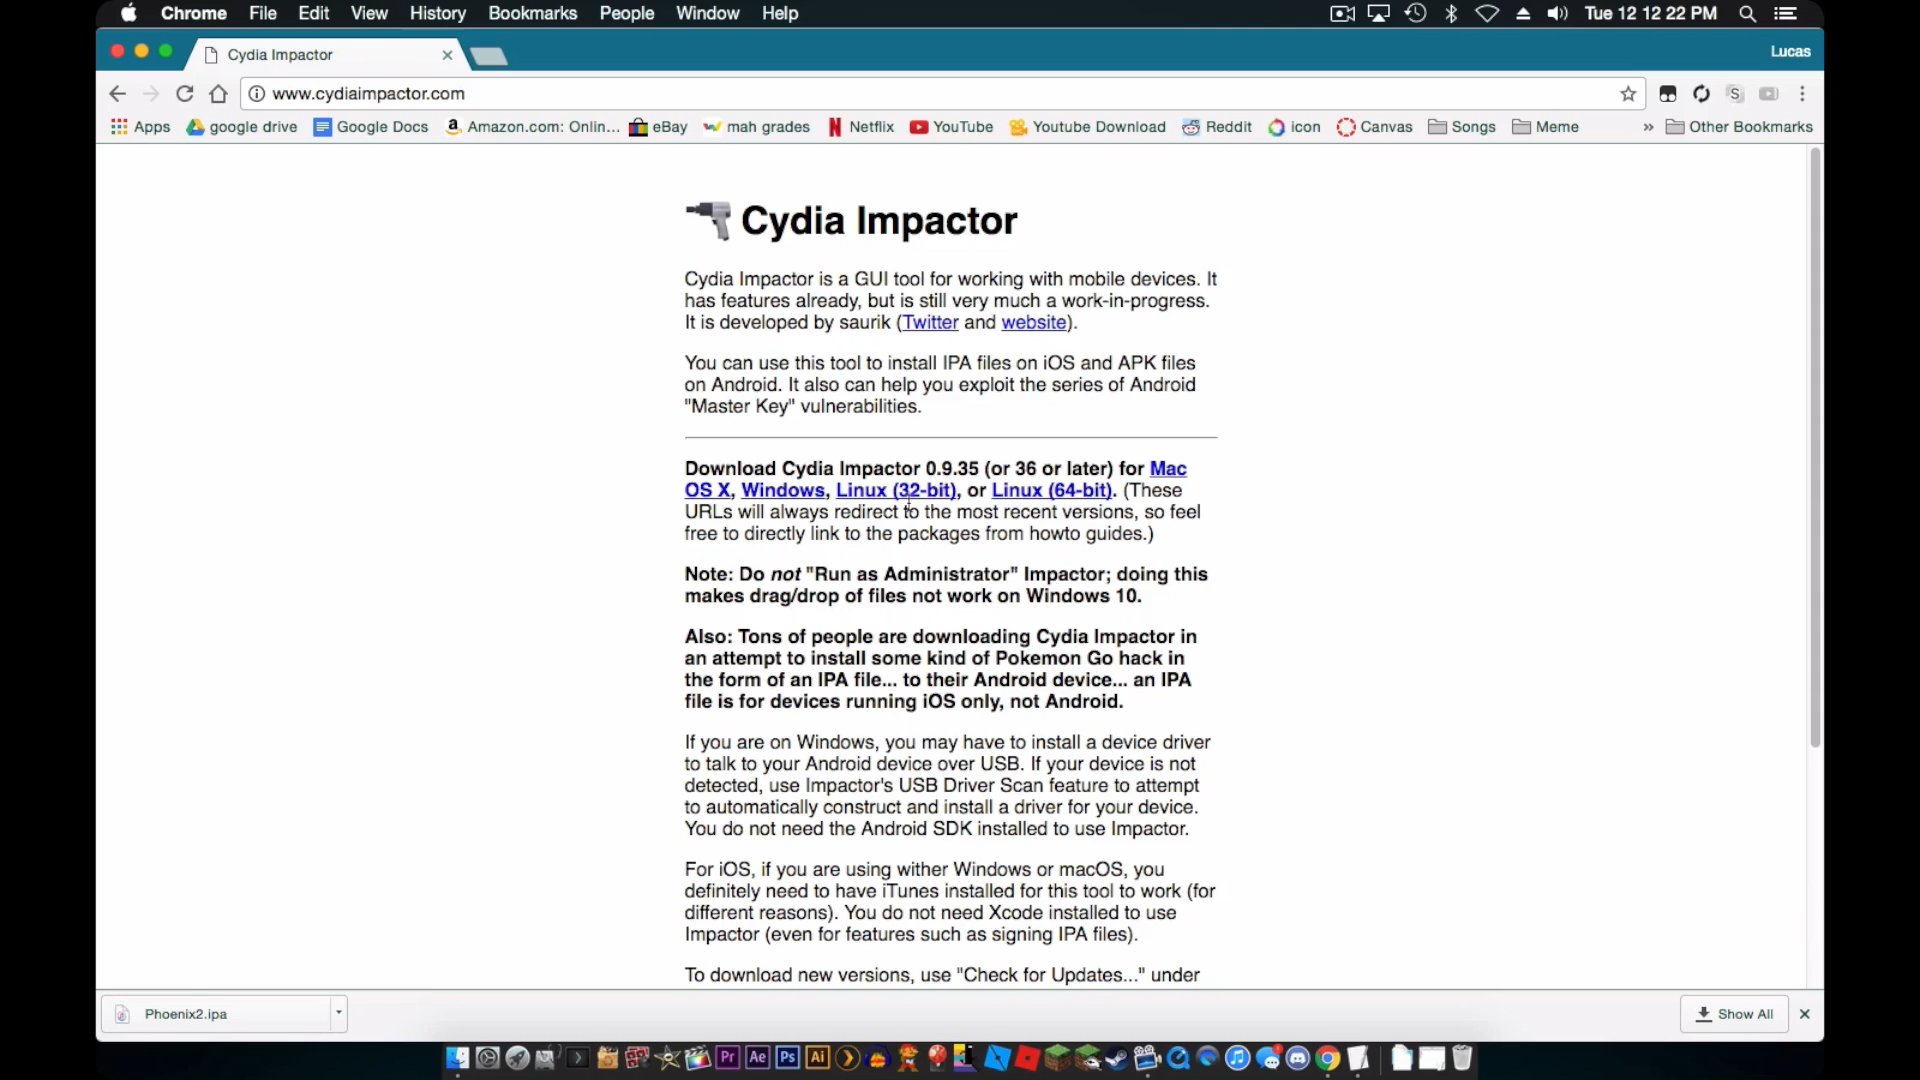 Chrome File Edit View History Bookmarks People Window Help Tue 12 12 22 PM
Cydia Impactor Lucas
www.cydiaimpactor.com
Apps google drive Google Docs Amazon.com: Onlin... eBay mah grades Netflix YouTube Youtube Download Reddit icon Canvas Songs Meme » Other Bookmarks
Cydia Impactor
Cydia Impactor is a GUI tool for working with mobile devices. It
has features already, but is still very much a work-in-progress.
It is developed by saurik (Twitter and website).
You can use this tool to install IPA files on iOS and APK files
on Android. It also can help you exploit the series of Android
"Master Key" vulnerabilities.
Download Cydia Impactor 0.9.35 (or 36 or later) for Mac
OS X, Windows, Linux (32-bit), or Linux (64-bit). (These
URLs will always redirect to the most recent versions, so feel
free to directly link to the packages from howto guides.)
Note: Do not "Run as Administrator" Impactor; doing this
makes drag/drop of files not work on Windows 10.
Also: Tons of people are downloading Cydia Impactor in
an attempt to install some kind of Pokemon Go hack in
the form of an IPA file... to their Android device... an IPA
file is for devices running iOS only, not Android.
If you are on Windows, you may have to install a device driver
to talk to your Android device over USB. If your device is not
detected, use Impactor's USB Driver Scan feature to attempt
to automatically construct and install a driver for your device.
You do not need the Android SDK installed to use Impactor.
For iOS, if you are using wither Windows or macOS, you
definitely need to have iTunes installed for this tool to work (for
different reasons). You do not need Xcode installed to use
Impactor (even for features such as signing IPA files).
To download new versions, use "Check for Updates..." under
Phoenix2.ipa Show All
Pr Ae Ps Ai